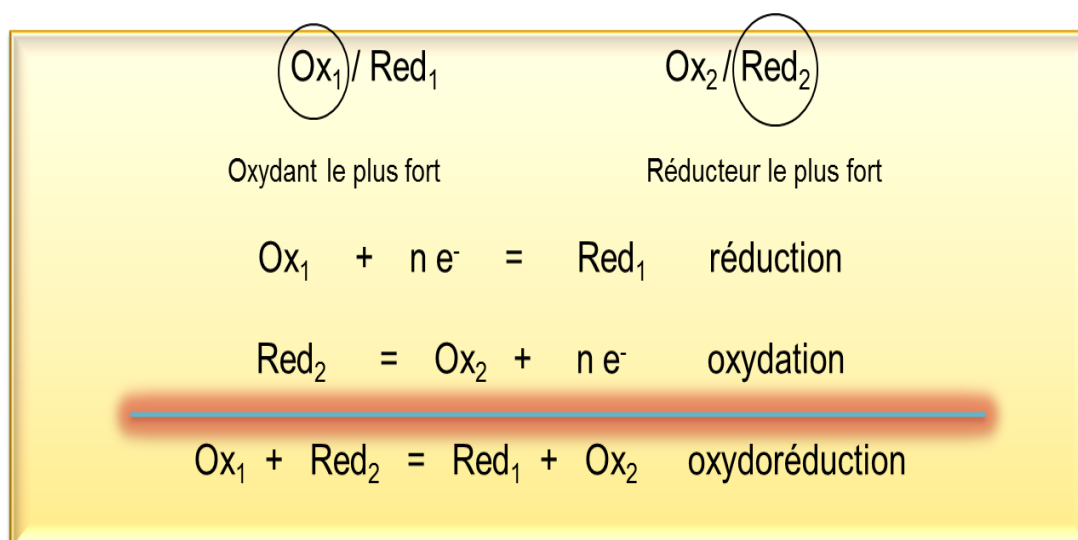 Ox₁ / Red₁ Ox₂ / Red₂
Oxydant le plus fort Réducteur le plus fort
Ox₁ + n e⁻ = Red₁ réduction
Red₂ = Ox₂ + n e⁻ oxydation
Ox₁ + Red₂ = Red₁ + Ox₂ oxydoréduction